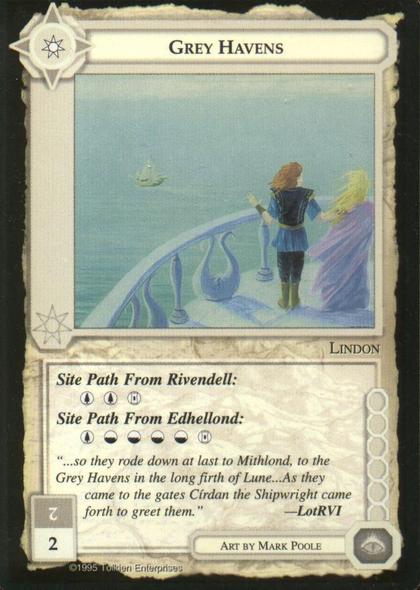 Grey Havens
Lindon
Site Path From Rivendell:
Site Path From Edhellond:
“...so they rode down at last to Mithlond, to the
Grey Havens in the long firth of Lune...As they
came to the gates Círdan the Shipwright came
forth to greet them.” —LotRVI
2
2
Art by Mark Poole
©1995 Tolkien Enterprises